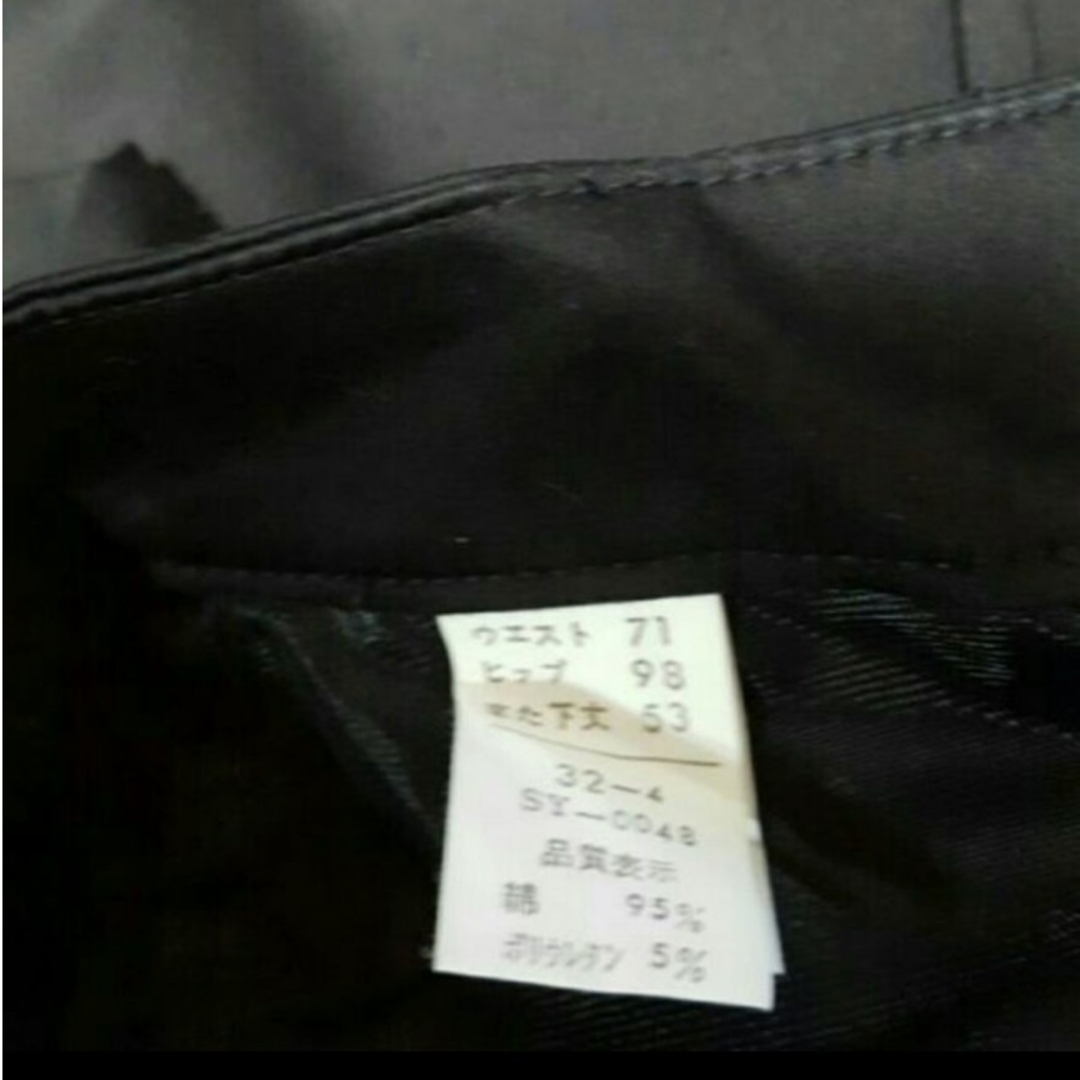 ウエスト 71
ヒップ 98
また下丈 53
32-4
SY-0048
品質表示
綿 95%
ポリウレタン 5%